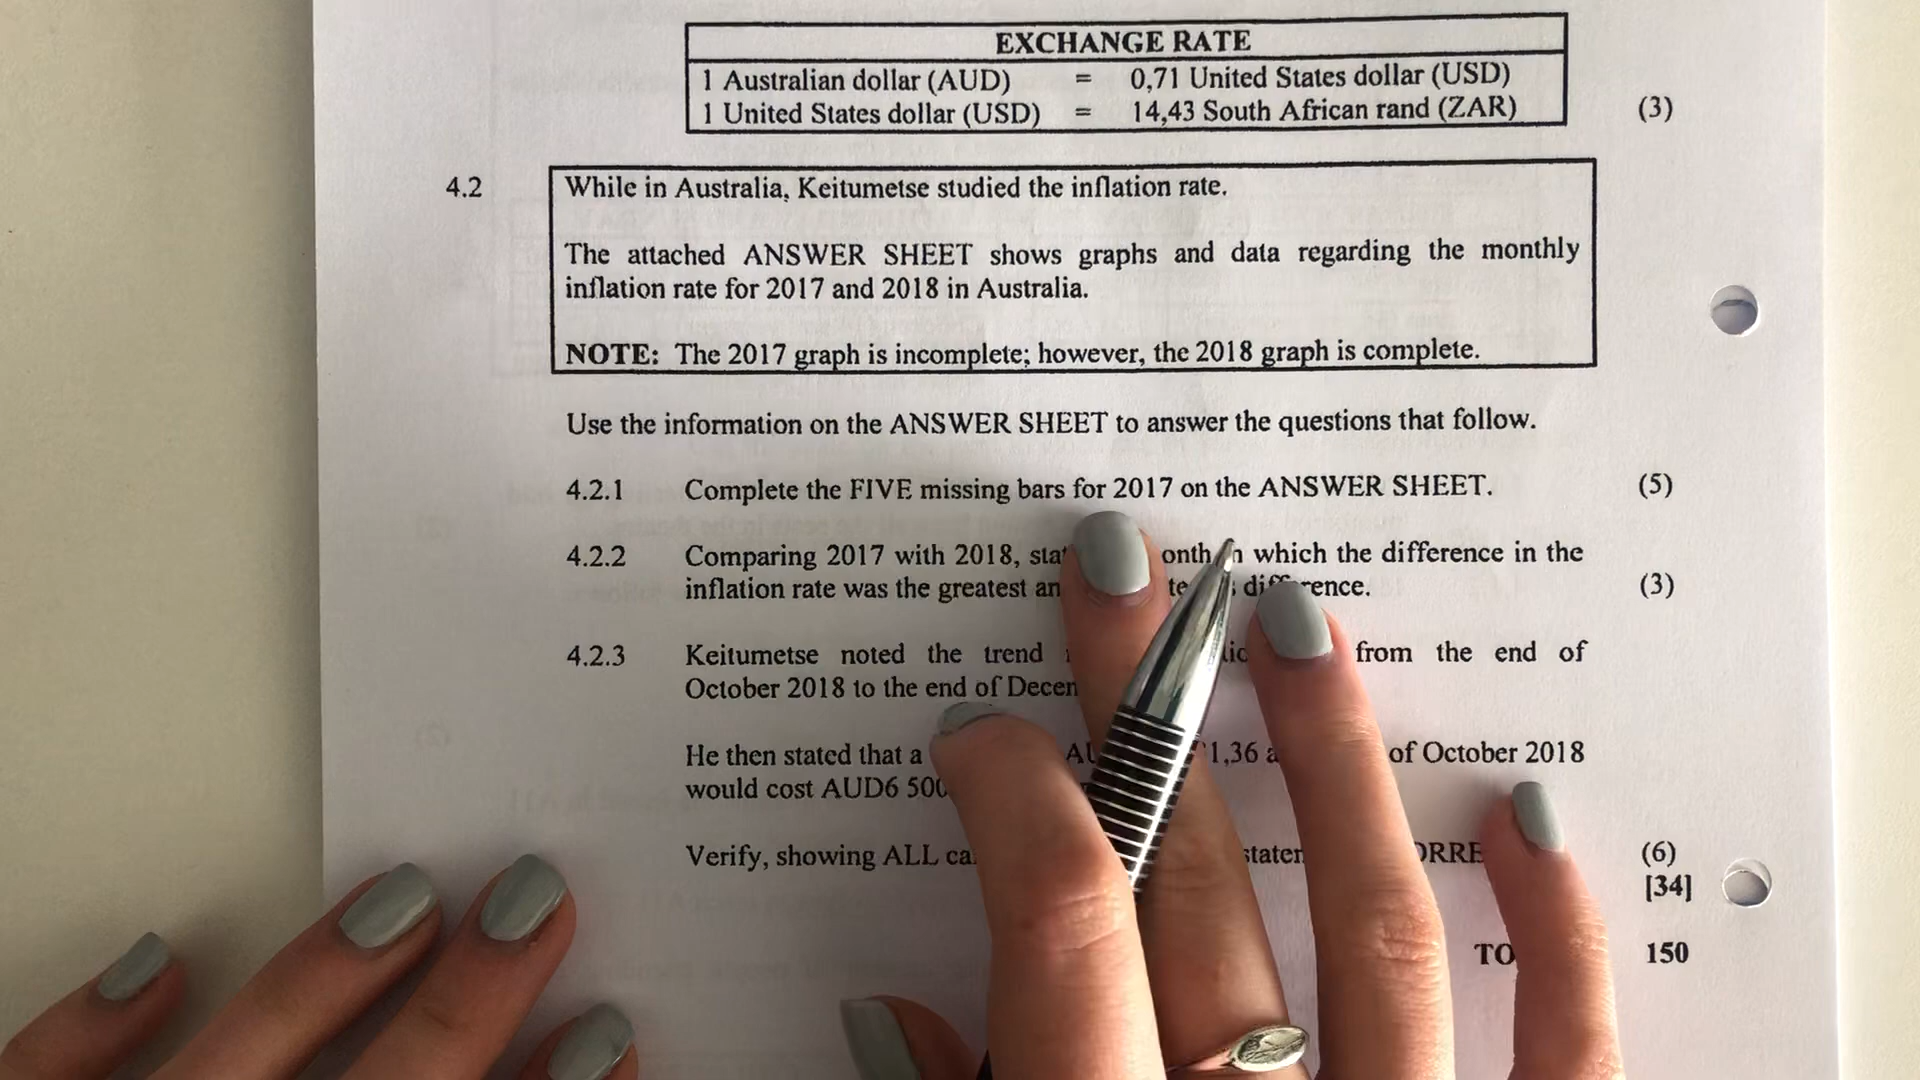 EXCHANGE RATE
1 Australian dollar (AUD) = 0,71 United States dollar (USD)
1 United States dollar (USD) = 14,43 South African rand (ZAR) (3)
4.2 While in Australia, Keitumetse studied the inflation rate.
The attached ANSWER SHEET shows graphs and data regarding the monthly
inflation rate for 2017 and 2018 in Australia.
NOTE: The 2017 graph is incomplete; however, the 2018 graph is complete.
Use the information on the ANSWER SHEET to answer the questions that follow.
4.2.1 Complete the FIVE missing bars for 2017 on the ANSWER SHEET. (5)
4.2.2 Comparing 2017 with 2018, which the difference in the
inflation rate was the greatest difference. (3)
4.2.3 Keitumetse noted the trend from the end of
October 2018 to the end of
He then stated that a 1,36 of October 2018
would cost AUD6 500
Verify, showing ALL (6)
[34]
150